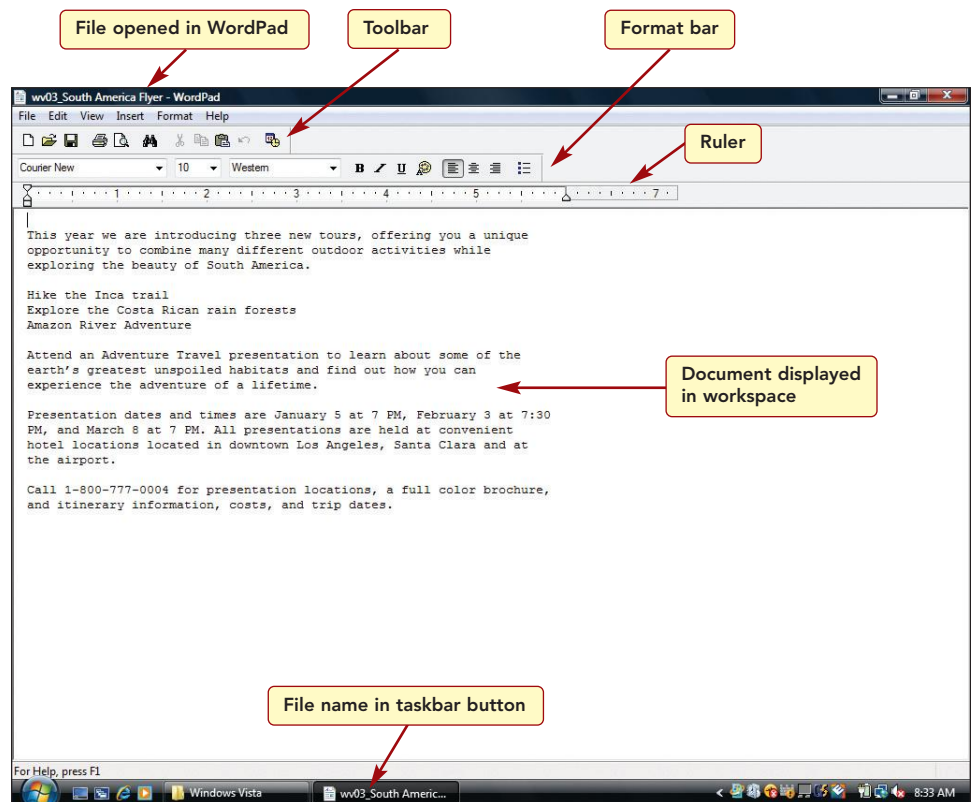 File opened in WordPad
Toolbar
Format bar
wv03_South America Flyer - WordPad
File Edit View Insert Format Help
Ruler
Courier New 10 Western B I U
1 2 3 4 5 7
This year we are introducing three new tours, offering you a unique
opportunity to combine many different outdoor activities while
exploring the beauty of South America.
Hike the Inca trail
Explore the Costa Rican rain forests
Amazon River Adventure
Attend an Adventure Travel presentation to learn about some of the
earth's greatest unspoiled habitats and find out how you can
experience the adventure of a lifetime.
Document displayed
in workspace
Presentation dates and times are January 5 at 7 PM, February 3 at 7:30
PM, and March 8 at 7 PM. All presentations are held at convenient
hotel locations located in downtown Los Angeles, Santa Clara and at
the airport.
Call 1-800-777-0004 for presentation locations, a full color brochure,
and itinerary information, costs, and trip dates.
File name in taskbar button
For Help, press F1
Windows Vista
wv03_South Americ...
8:33 AM